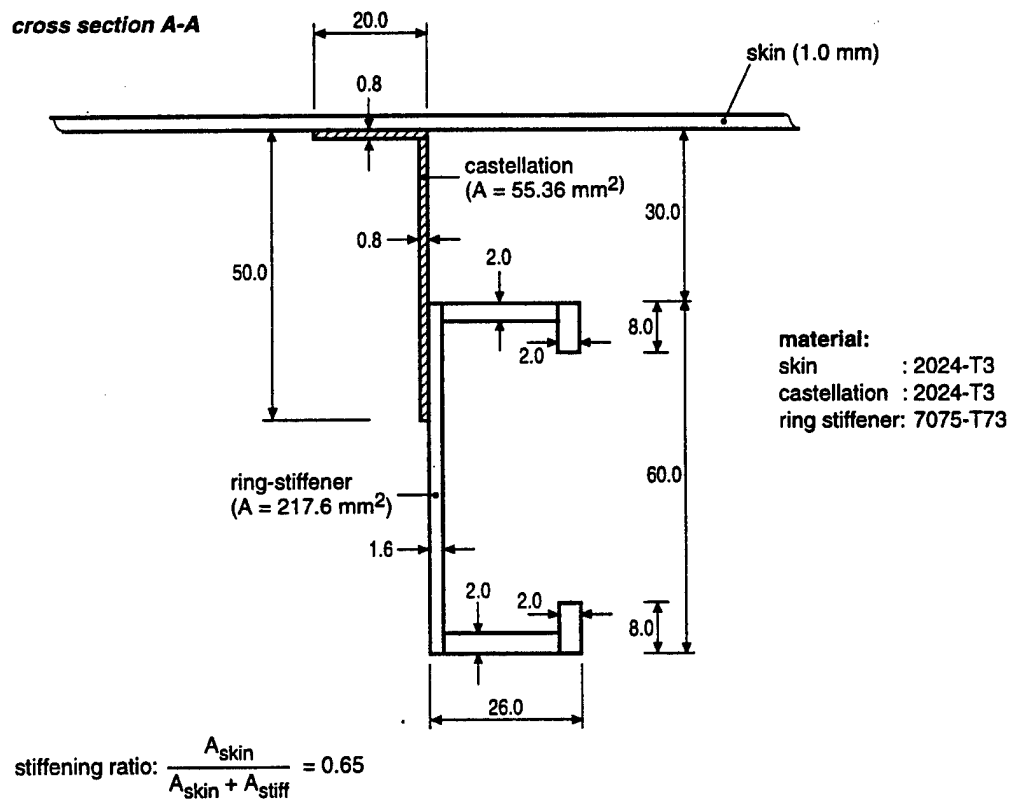 cross section A-A
20.0
skin (1.0 mm)
0.8
castellation
(A = 55.36 mm²)
30.0
0.8
2.0
50.0
8.0
2.0
material:
skin : 2024-T3
castellation : 2024-T3
ring stiffener: 7075-T73
60.0
ring-stiffener
(A = 217.6 mm²)
1.6
2.0
2.0
8.0
26.0
stiffening ratio: Askin / Askin + Astiff = 0.65